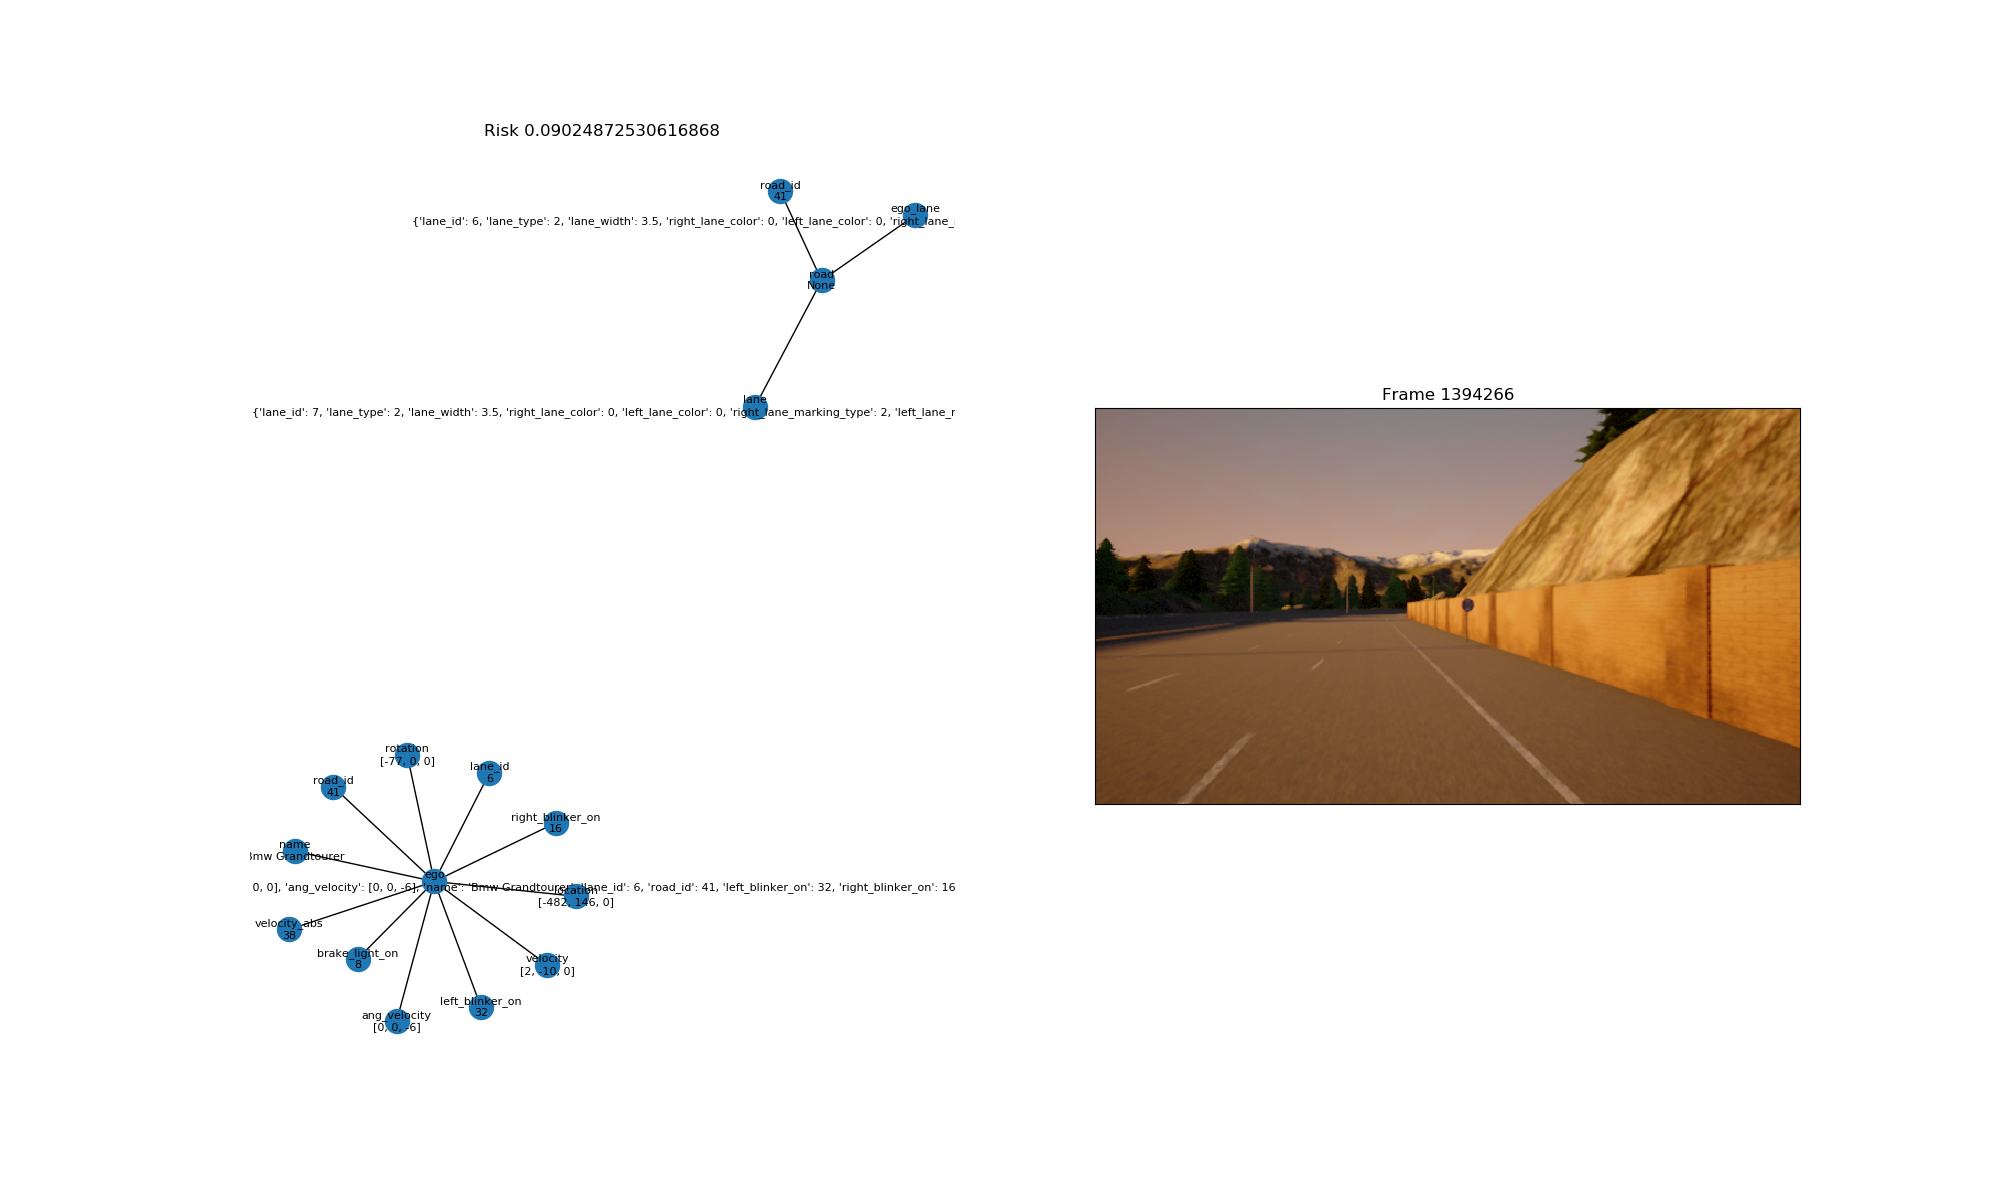 Risk 0.09024872530616868
road_id
41
ego_lane
{'lane_id': 6, 'lane_type': 2, 'lane_width': 3.5, 'right_lane_color': 0, 'left_lane_color': 0, 'right_lane_
road
None
lane
{'lane_id': 7, 'lane_type': 2, 'lane_width': 3.5, 'right_lane_color': 0, 'left_lane_color': 0, 'right_lane_marking_type': 2, 'left_lane_
Frame 1394266
rotation
[-77, 0, 0]
lane_id
6
road_id
41
right_blinker_on
16
name
Bmw Grandtourer
ego
0, 0], 'ang_velocity': [0, 0, -6], 'name': 'Bmw Grandtourer', 'lane_id': 6, 'road_id': 41, 'left_blinker_on': 32, 'right_blinker_on': 16
location
[-482, 146, 0]
velocity_abs
38
brake_light_on
8
velocity
[2, -10, 0]
left_blinker_on
32
ang_velocity
[0, 0, -6]